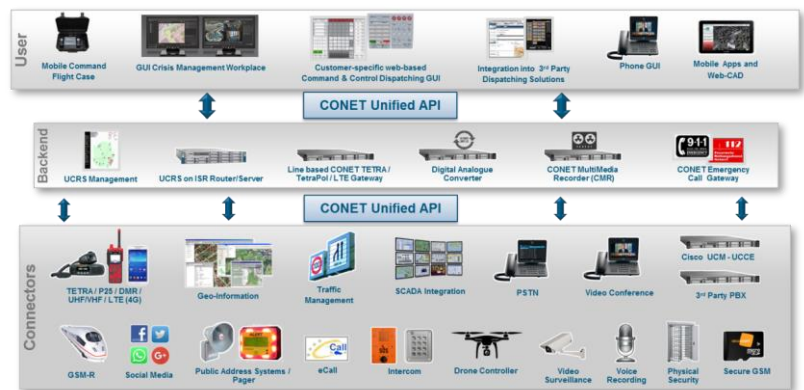 User
Mobile Command
Flight Case
GUI Crisis Management Workplace
Customer-specific web-based
Command & Control Dispatching GUI
Integration into 3rd Party
Dispatching Solutions
Phone GUI
Mobile Apps and
Web-CAD
CONET Unified API
Backend
UCRS Management
UCRS on ISR Router/Server
Line based CONET TETRA /
TetraPol / LTE Gateway
Digital Analogue
Converter
CONET MultiMedia
Recorder (CMR)
9-1-1
112
CONET Emergency
Call Gateway
CONET Unified API
Connectors
TETRA / P25 / DMR /
UHF/VHF / LTE (4G)
Geo-Information
Traffic
Management
SCADA Integration
PSTN
Video Conference
Cisco UCM - UCCE
3rd Party PBX
GSM-R
Social Media
Public Address Systems /
Pager
eCall
Intercom
Drone Controller
Video
Surveillance
Voice
Recording
Physical
Security
Secure GSM